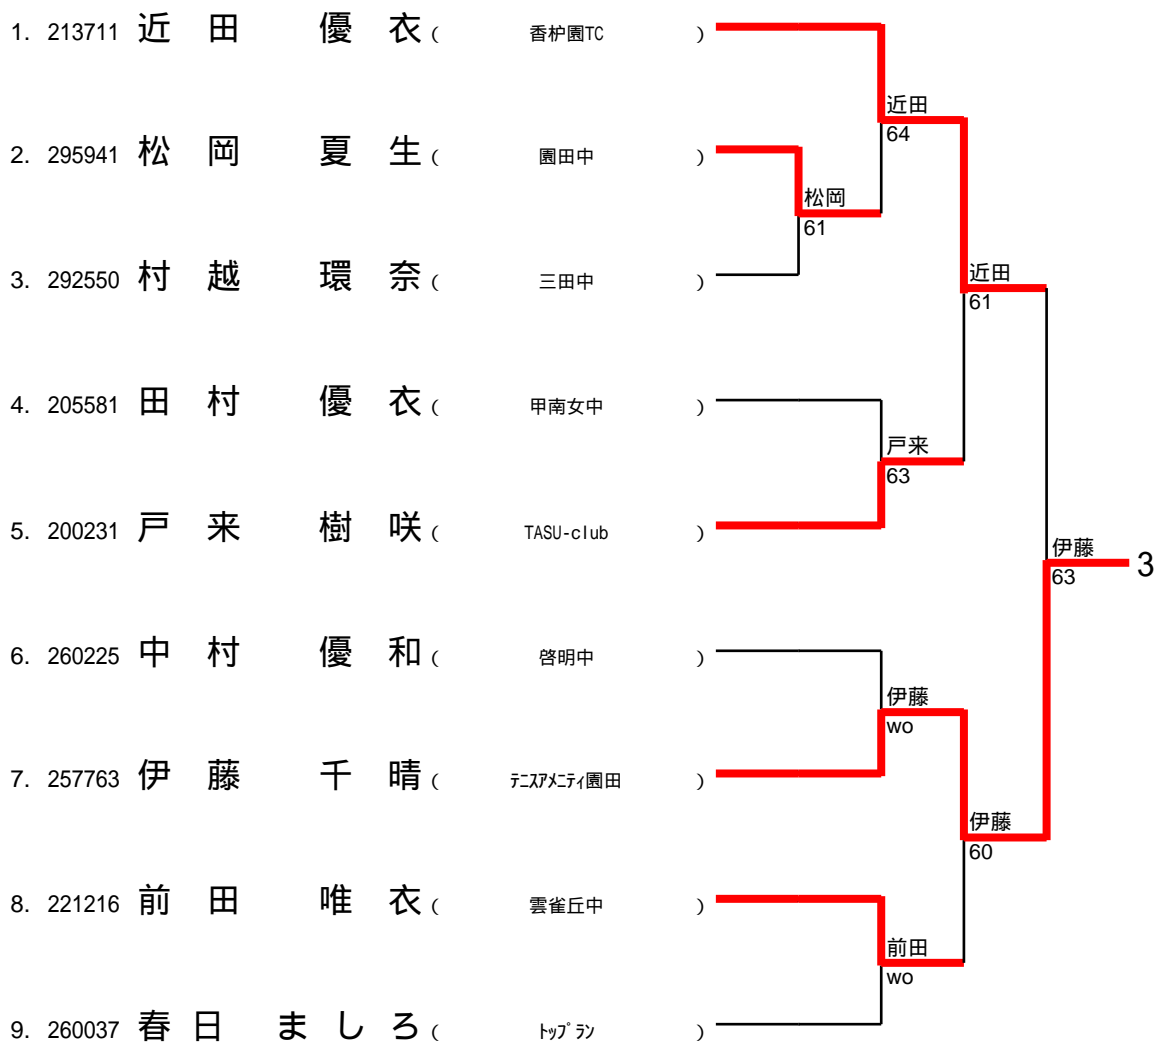 1. 213711 近田 優衣 ( 香枦園TC )
近田
64
2. 295941 松岡 夏生 ( 園田中 )
松岡
61
3. 292550 村越 環奈 ( 三田中 )
近田
61
4. 205581 田村 優衣 ( 甲南女中 )
戸来
63
5. 200231 戸来 樹咲 ( TASU-club )
伊藤
63
3
6. 260225 中村 優和 ( 啓明中 )
伊藤
wo
7. 257763 伊藤 千晴 ( ﾃﾆｽｱﾒﾆﾃｨ園田 )
伊藤
60
8. 221216 前田 唯衣 ( 雲雀丘中 )
前田
wo
9. 260037 春日 ましろ ( ﾄｯﾌﾟﾗﾝ )